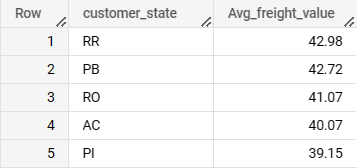 Row customer_state Avg_freight_value
1 RR 42.98
2 PB 42.72
3 RO 41.07
4 AC 40.07
5 PI 39.15